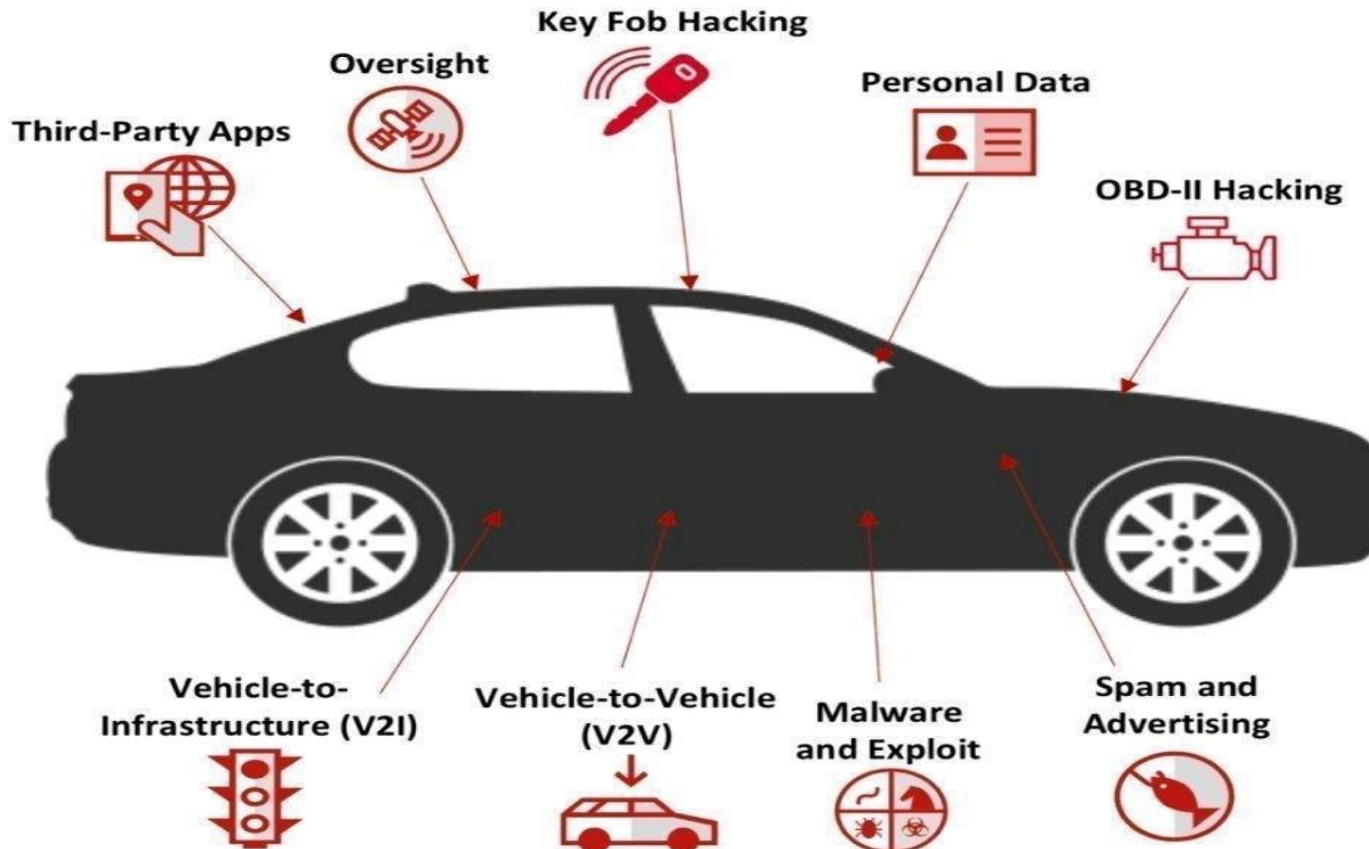 Key Fob Hacking
Oversight
Personal Data
Third-Party Apps
OBD-II Hacking
Vehicle-to-
Infrastructure (V2I)
Vehicle-to-Vehicle
(V2V)
Malware
and Exploit
Spam and
Advertising